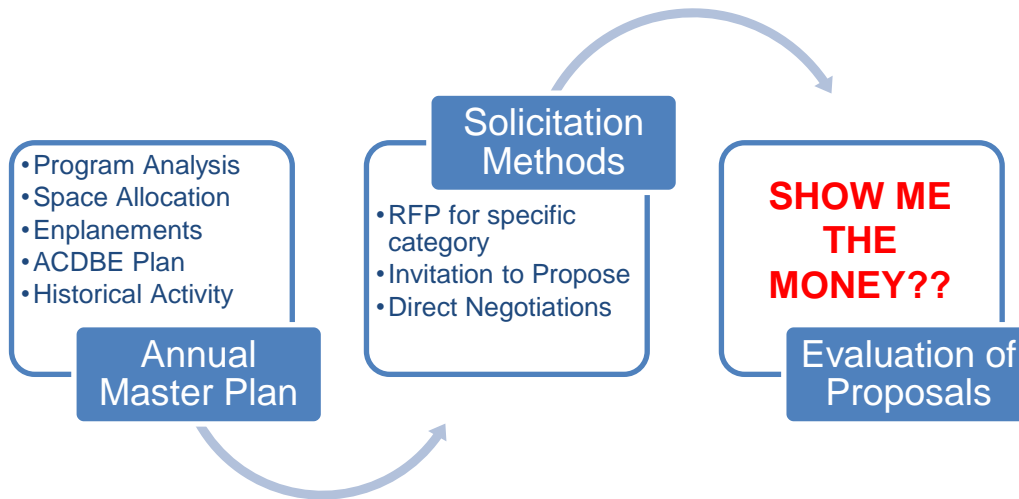 • Program Analysis
• Space Allocation
• Enplanements
• ACDBE Plan
• Historical Activity
Annual
Master Plan
Solicitation
Methods
• RFP for specific
category
• Invitation to Propose
• Direct Negotiations
SHOW ME
THE
MONEY??
Evaluation of
Proposals